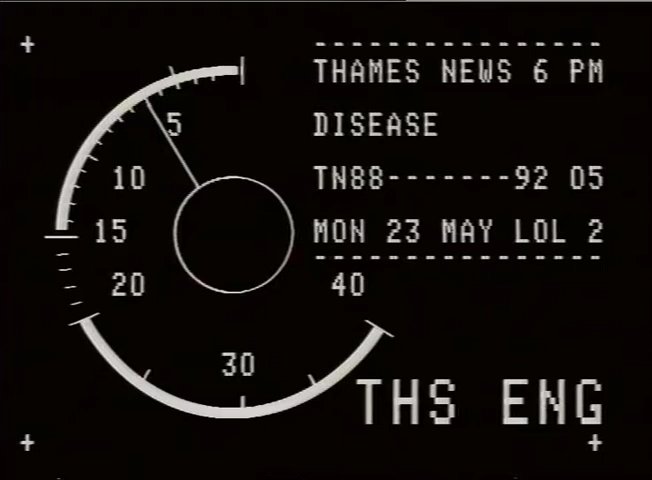 THAMES NEWS 6 PM
DISEASE
TN88-------92 05
MON 23 MAY LOL 2
5
10
15
20
30
40
THS ENG